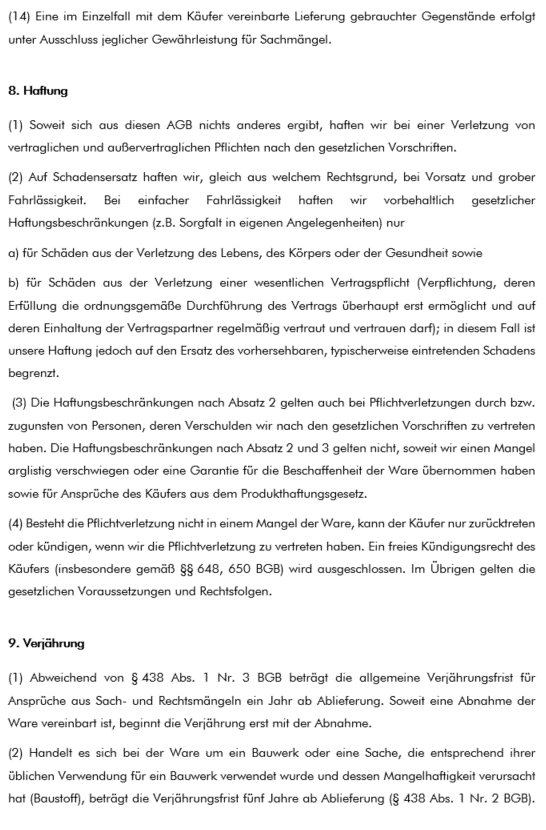 (14) Eine im Einzelfall mit dem Käufer vereinbarte Lieferung gebrauchter Gegenstände erfolgt
unter Ausschluss jeglicher Gewährleistung für Sachmängel.
8. Haftung
(1) Soweit sich aus diesen AGB nichts anderes ergibt, haften wir bei einer Verletzung von
vertraglichen und außervertraglichen Pflichten nach den gesetzlichen Vorschriften.
(2) Auf Schadensersatz haften wir, gleich aus welchem Rechtsgrund, bei Vorsatz und grober
Fahrlässigkeit. Bei einfacher Fahrlässigkeit haften wir vorbehaltlich gesetzlicher
Haftungsbeschränkungen (z.B. Sorgfalt in eigenen Angelegenheiten) nur
a) für Schäden aus der Verletzung des Lebens, des Körpers oder der Gesundheit sowie
b) für Schäden aus der Verletzung einer wesentlichen Vertragspflicht (Verpflichtung, deren
Erfüllung die ordnungsgemäße Durchführung des Vertrags überhaupt erst ermöglicht und auf
deren Einhaltung der Vertragspartner regelmäßig vertraut und vertrauen darf); in diesem Fall ist
unsere Haftung jedoch auf den Ersatz des vorhersehbaren, typischerweise eintretenden Schadens
begrenzt.
(3) Die Haftungsbeschränkungen nach Absatz 2 gelten auch bei Pflichtverletzungen durch bzw.
zugunsten von Personen, deren Verschulden wir nach den gesetzlichen Vorschriften zu vertreten
haben. Die Haftungsbeschränkungen nach Absatz 2 und 3 gelten nicht, soweit wir einen Mangel
arglistig verschwiegen oder eine Garantie für die Beschaffenheit der Ware übernommen haben
sowie für Ansprüche des Käufers aus dem Produkthaftungsgesetz.
(4) Besteht die Pflichtverletzung nicht in einem Mangel der Ware, kann der Käufer nur zurücktreten
oder kündigen, wenn wir die Pflichtverletzung zu vertreten haben. Ein freies Kündigungsrecht des
Käufers (insbesondere gemäß §§ 648, 650 BGB) wird ausgeschlossen. Im Übrigen gelten die
gesetzlichen Voraussetzungen und Rechtsfolgen.
9. Verjährung
(1) Abweichend von § 438 Abs. 1 Nr. 3 BGB beträgt die allgemeine Verjährungsfrist für
Ansprüche aus Sach- und Rechtsmängeln ein Jahr ab Ablieferung. Soweit eine Abnahme der
Ware vereinbart ist, beginnt die Verjährung erst mit der Abnahme.
(2) Handelt es sich bei der Ware um ein Bauwerk oder eine Sache, die entsprechend ihrer
üblichen Verwendung für ein Bauwerk verwendet wurde und dessen Mangelhaftigkeit verursacht
hat (Baustoff), beträgt die Verjährungsfrist fünf Jahre ab Ablieferung (§ 438 Abs. 1 Nr. 2 BGB).